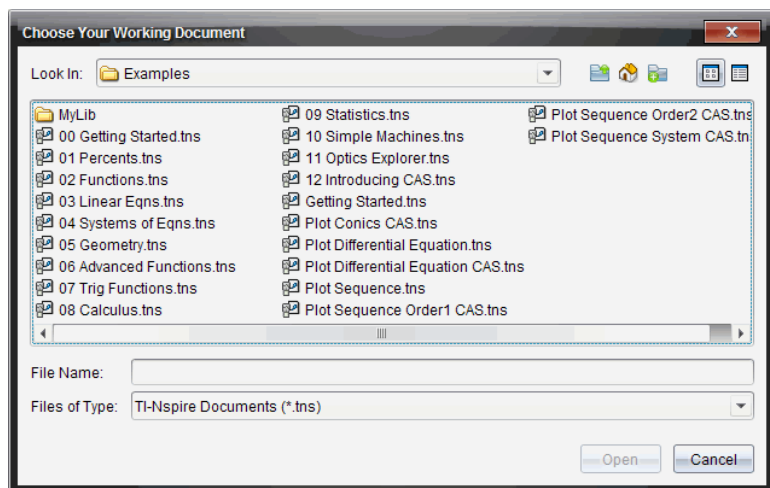 Choose Your Working Document
Look In:
Examples
MyLib
00 Getting Started.tns
01 Percents.tns
02 Functions.tns
03 Linear Eqns.tns
04 Systems of Eqns.tns
05 Geometry.tns
06 Advanced Functions.tns
07 Trig Functions.tns
08 Calculus.tns
09 Statistics.tns
10 Simple Machines.tns
11 Optics Explorer.tns
12 Introducing CAS.tns
Getting Started.tns
Plot Conics CAS.tns
Plot Differential Equation.tns
Plot Differential Equation CAS.tns
Plot Sequence.tns
Plot Sequence Order1 CAS.tns
Plot Sequence Order2 CAS.tns
Plot Sequence System CAS.tn
File Name:
Files of Type:
TI-Nspire Documents (*.tns)
Open
Cancel